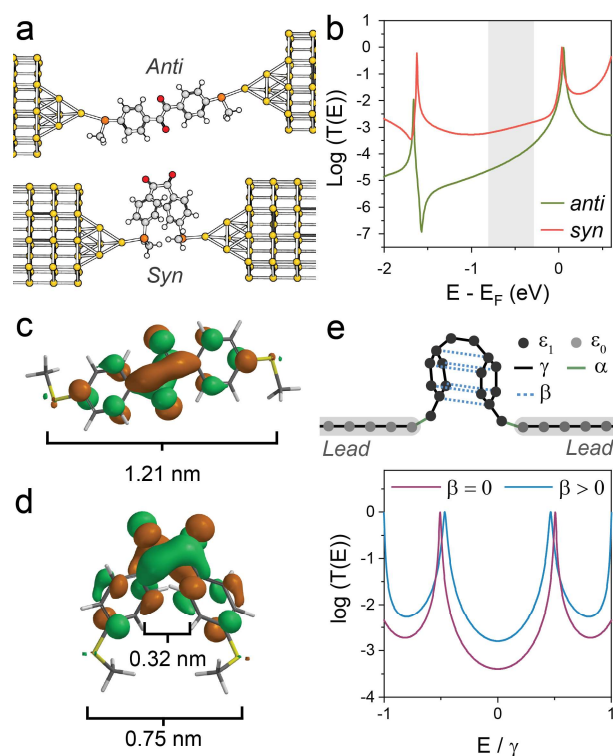 a
Anti
Syn
b
Log (T(E))
0
-1
-2
-3
-4
-5
-6
-7
anti
syn
-2
-1
0
E - E_F (eV)
c
1.21 nm
d
0.32 nm
0.75 nm
e
ε₁ ε₀
γ α
β
Lead Lead
β = 0 β > 0
log (T(E))
0
-1
-2
-3
-4
-1 0 1
E / γ